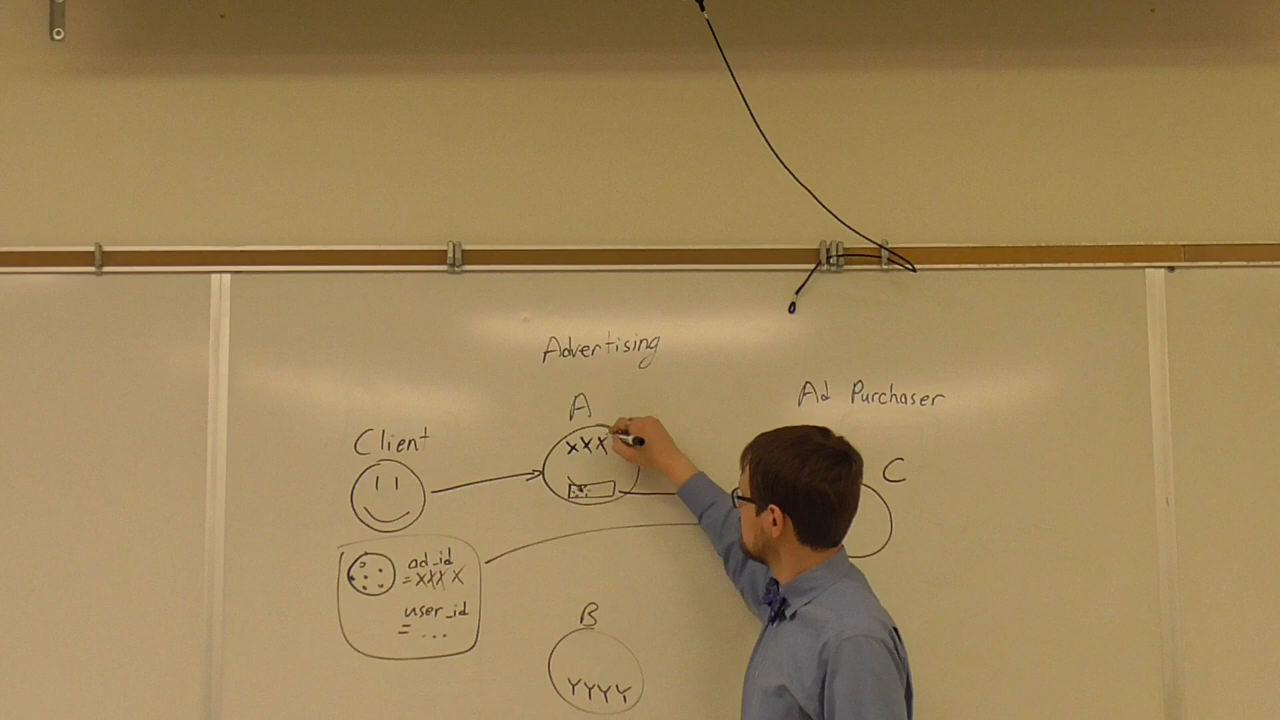 Advertising
Ad Purchaser
A
Client
XXX
C
ad_id
=XXXX
user_id
= ...
B
YYYY